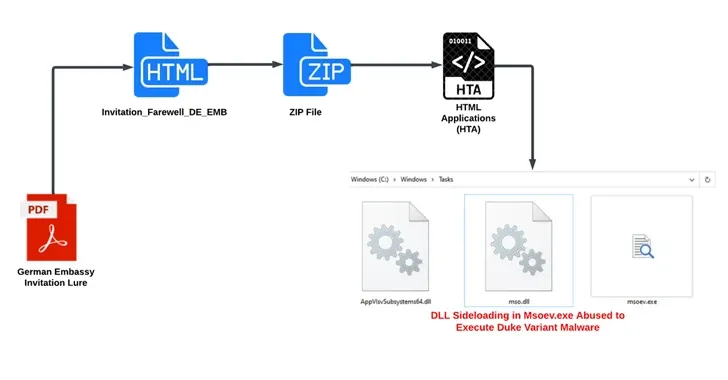 HTML
Invitation_Farewell_DE_EMB
ZIP
ZIP File
010011
</>
HTA
HTML
Applications
(HTA)
PDF
German Embassy
Invitation Lure
Windows (C:) > Windows > Tasks
AppVIsvSubsystems64.dll
mso.dll
msoev.exe
DLL Sideloading in Msoev.exe Abused to
Execute Duke Variant Malware